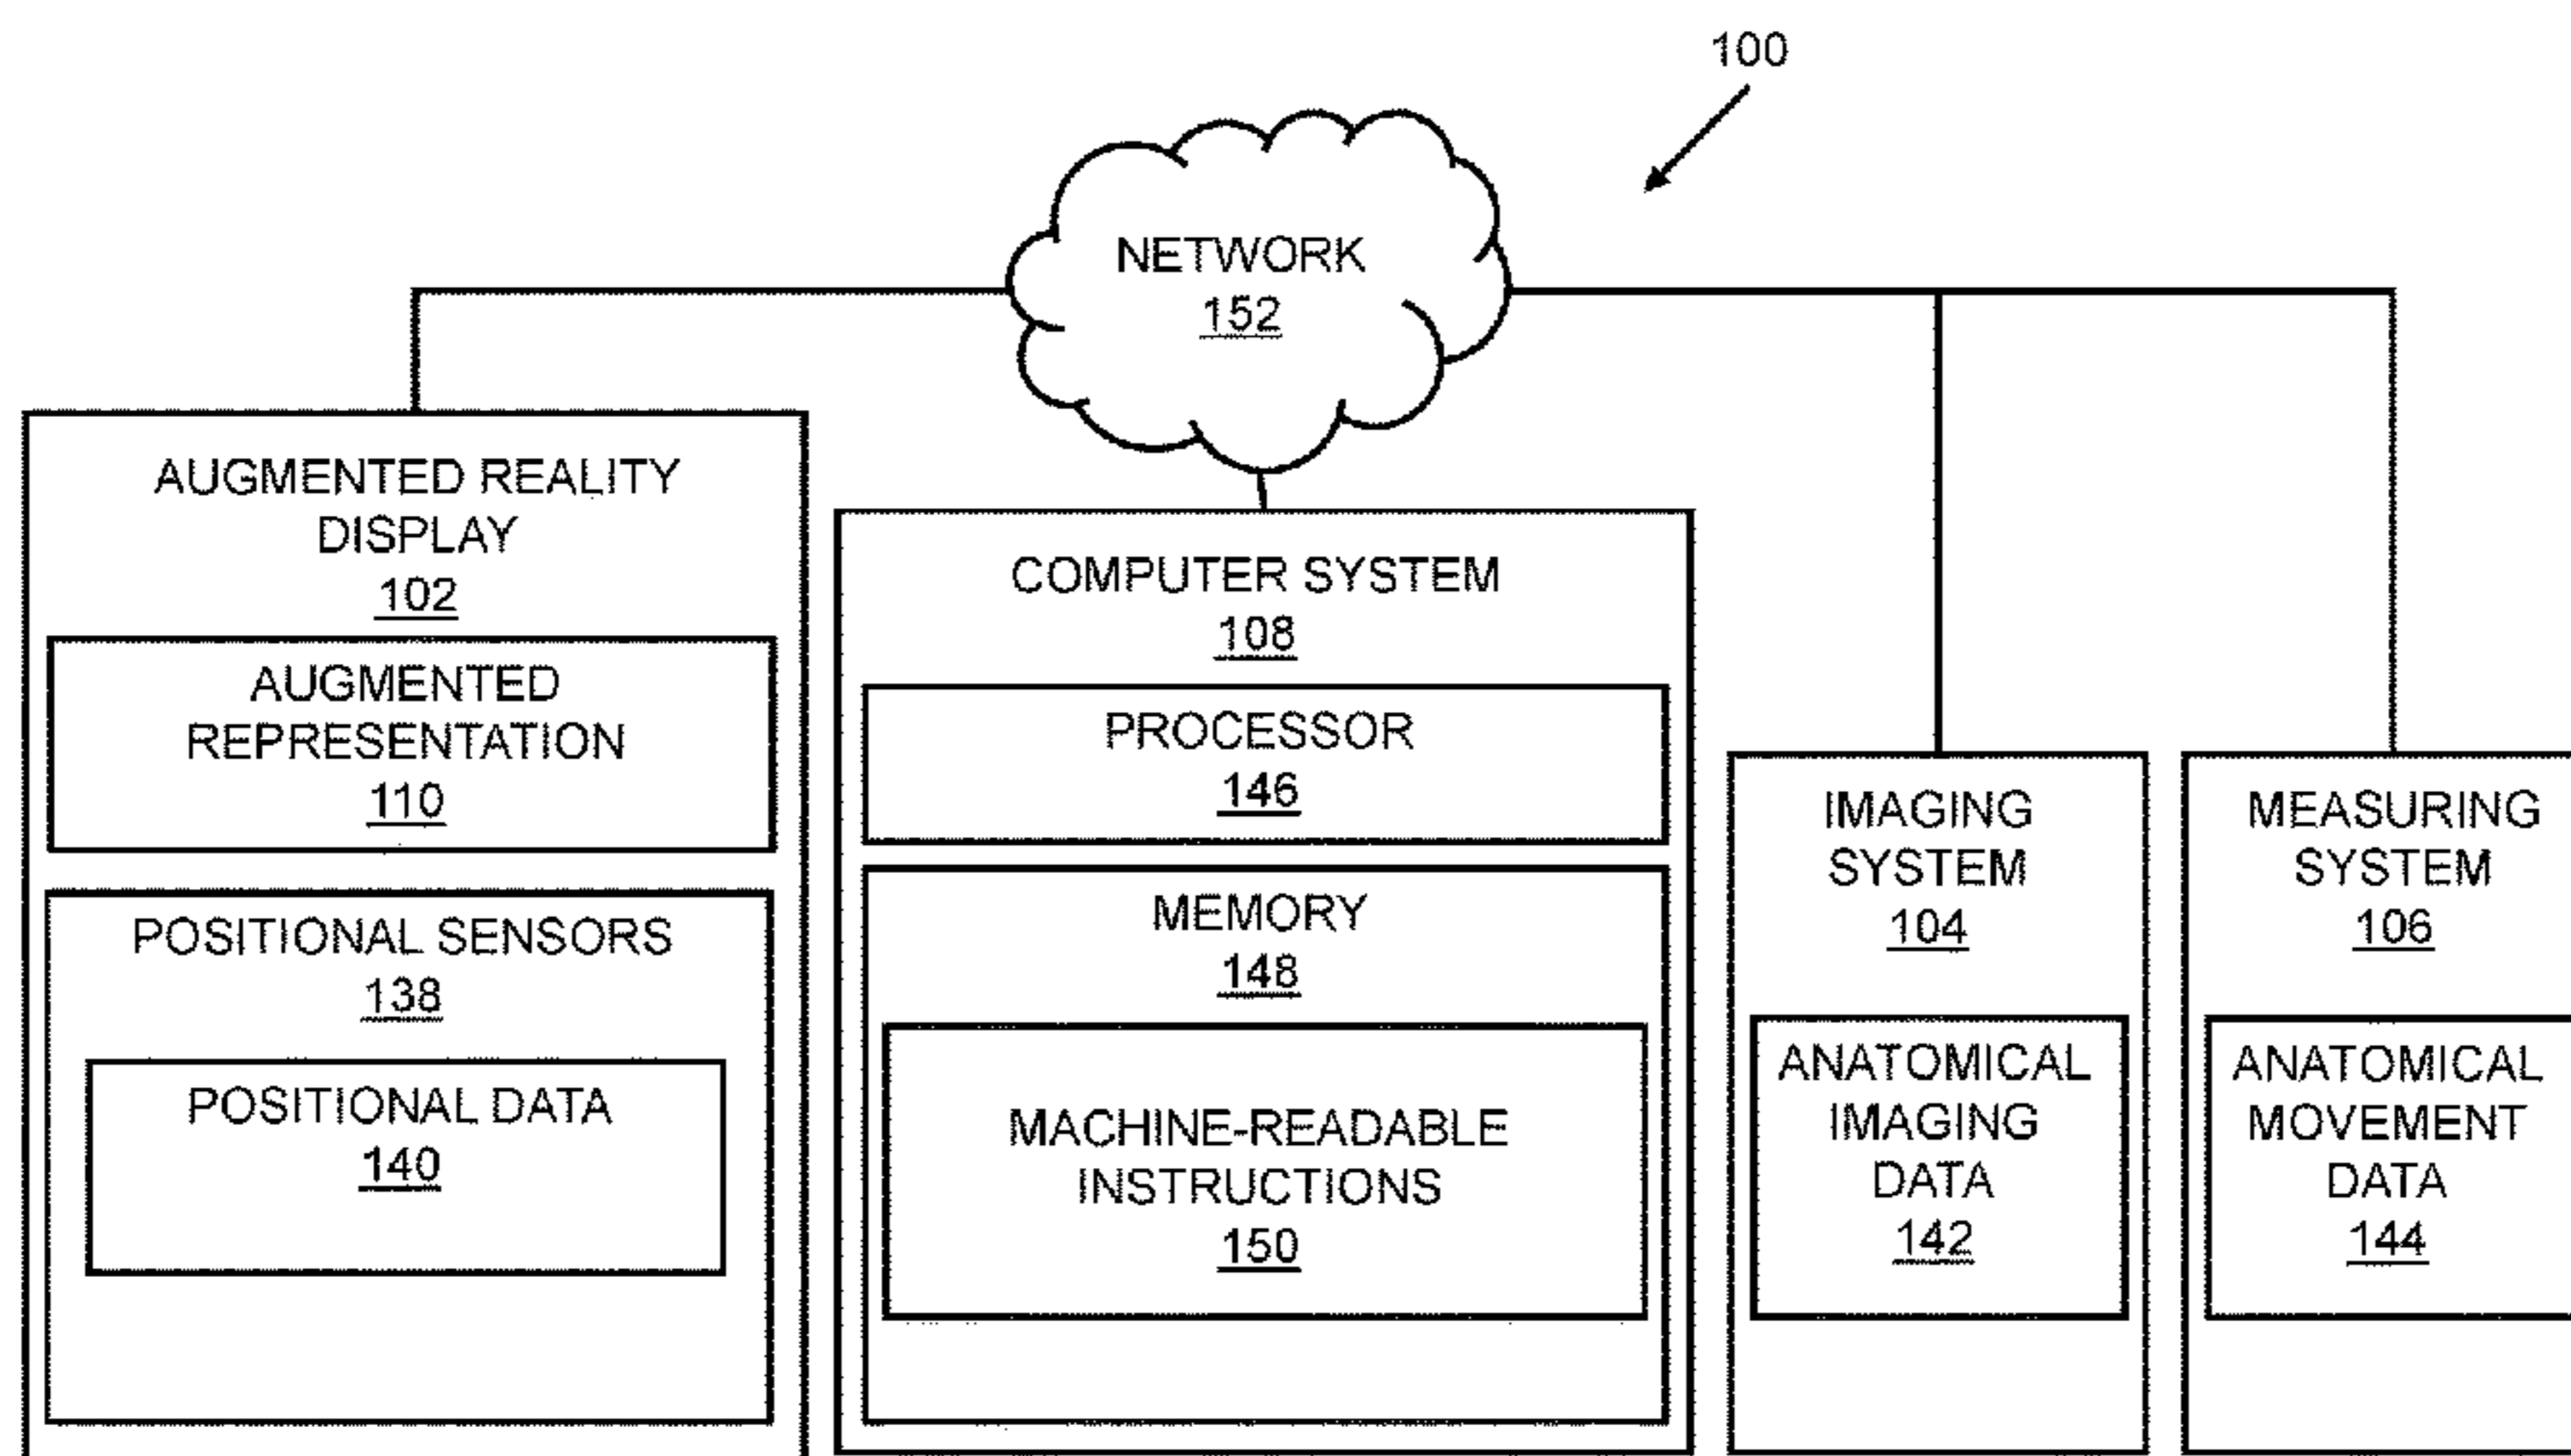 100
NETWORK
152
AUGMENTED REALITY
DISPLAY
102
AUGMENTED
REPRESENTATION
110
POSITIONAL SENSORS
138
POSITIONAL DATA
140
COMPUTER SYSTEM
108
PROCESSOR
146
MEMORY
148
MACHINE-READABLE
INSTRUCTIONS
150
IMAGING
SYSTEM
104
ANATOMICAL
IMAGING
DATA
142
MEASURING
SYSTEM
106
ANATOMICAL
MOVEMENT
DATA
144